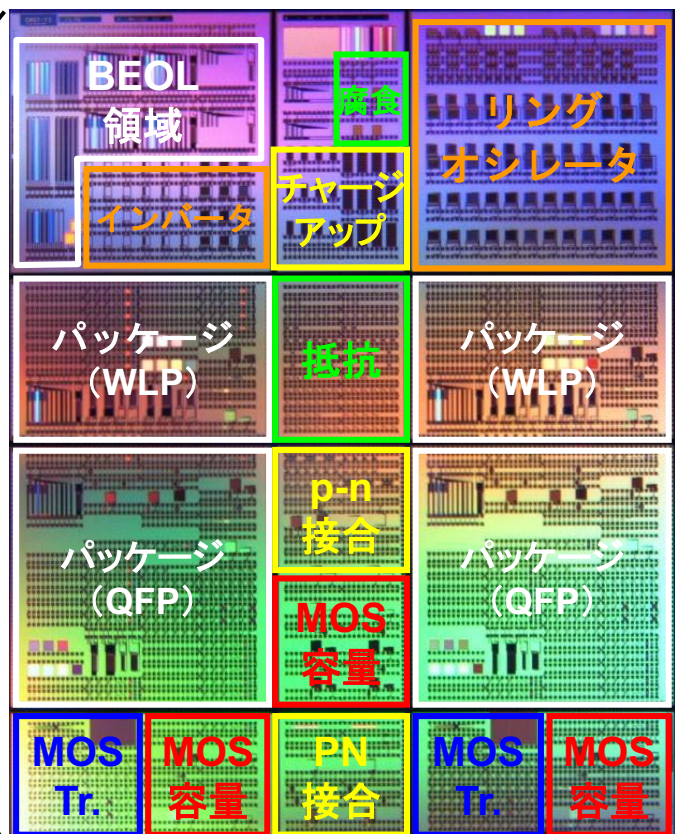 BEOL
領域
腐食
リング
オシレータ
インバータ
チャージ
アップ
パッケージ
（WLP）
抵抗
パッケージ
（WLP）
パッケージ
（QFP）
p-n
接合
パッケージ
（QFP）
MOS
容量
MOS
Tr.
MOS
容量
PN
接合
MOS
Tr.
MOS
容量